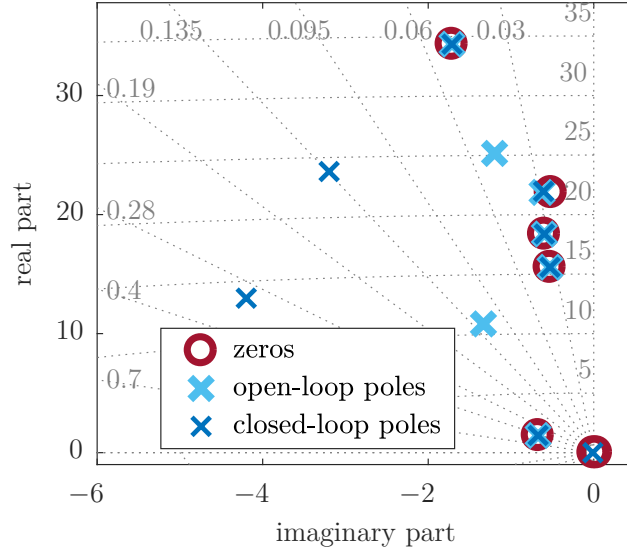 35
0.135 0.095 0.06 0.03
30
0.19
30
25
20
20
0.28
15
0.4
10
10
0.7
5
0
zeros
open-loop poles
closed-loop poles
−6 −4 −2 0
imaginary part
real part